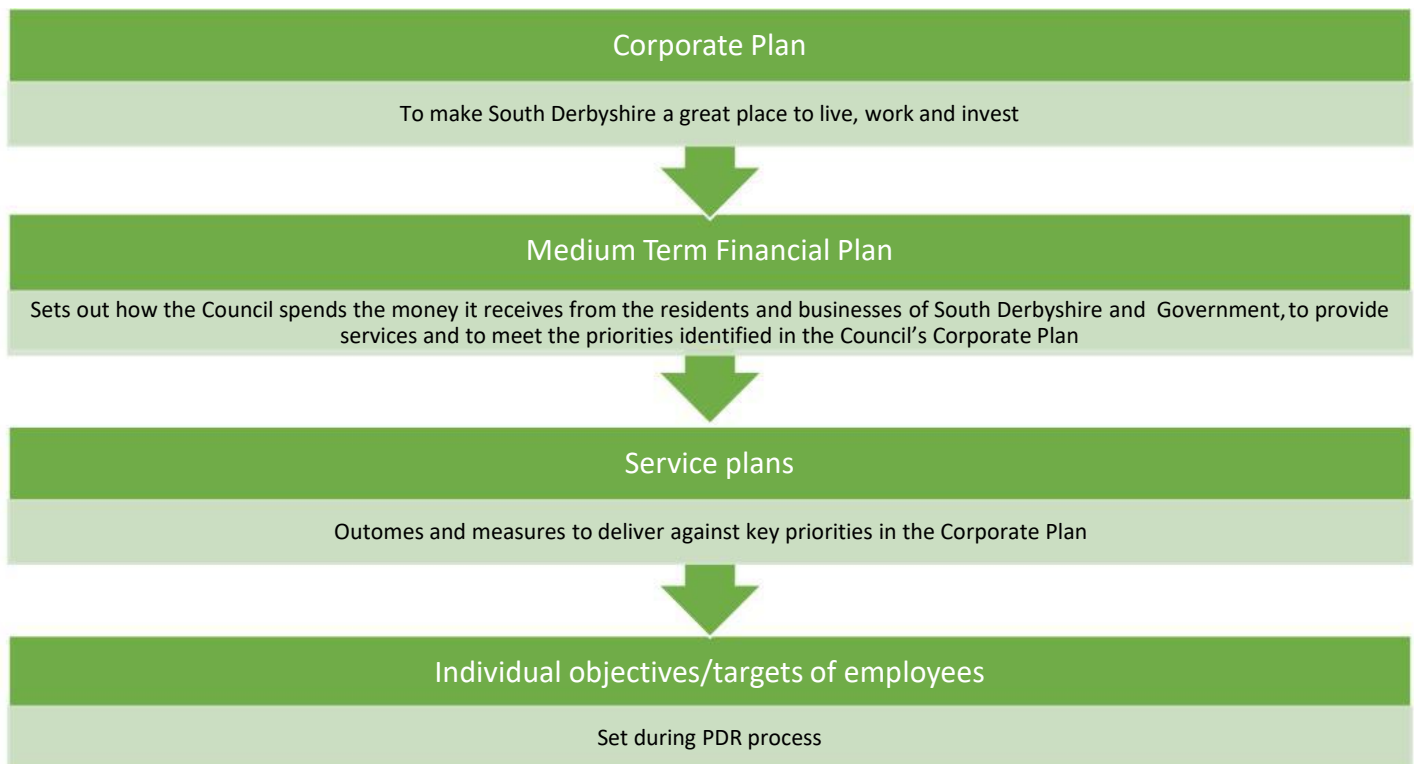 Corporate Plan
To make South Derbyshire a great place to live, work and invest
Medium Term Financial Plan
Sets out how the Council spends the money it receives from the residents and businesses of South Derbyshire and Government, to provide
services and to meet the priorities identified in the Council’s Corporate Plan
Service plans
Outomes and measures to deliver against key priorities in the Corporate Plan
Individual objectives/targets of employees
Set during PDR process